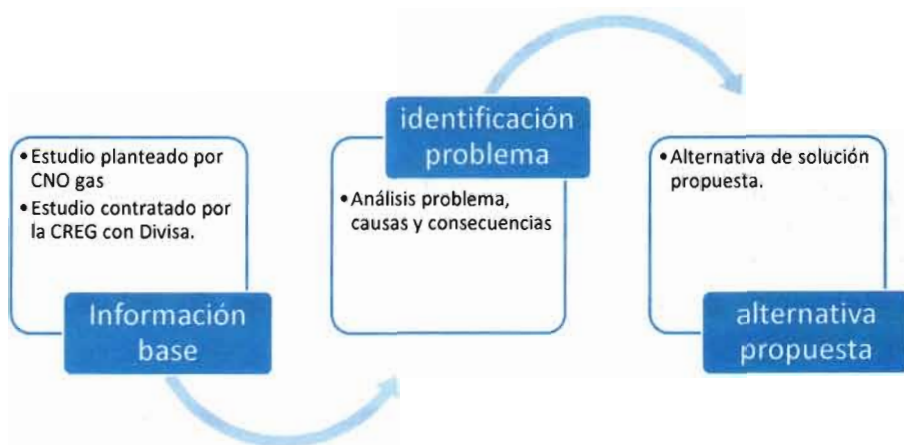 • Estudio planteado por
CNO gas
• Estudio contratado por
la CREG con Divisa.
Información
base
identificación
problema
• Análisis problema,
causas y consecuencias
• Alternativa de solución
propuesta.
alternativa
propuesta